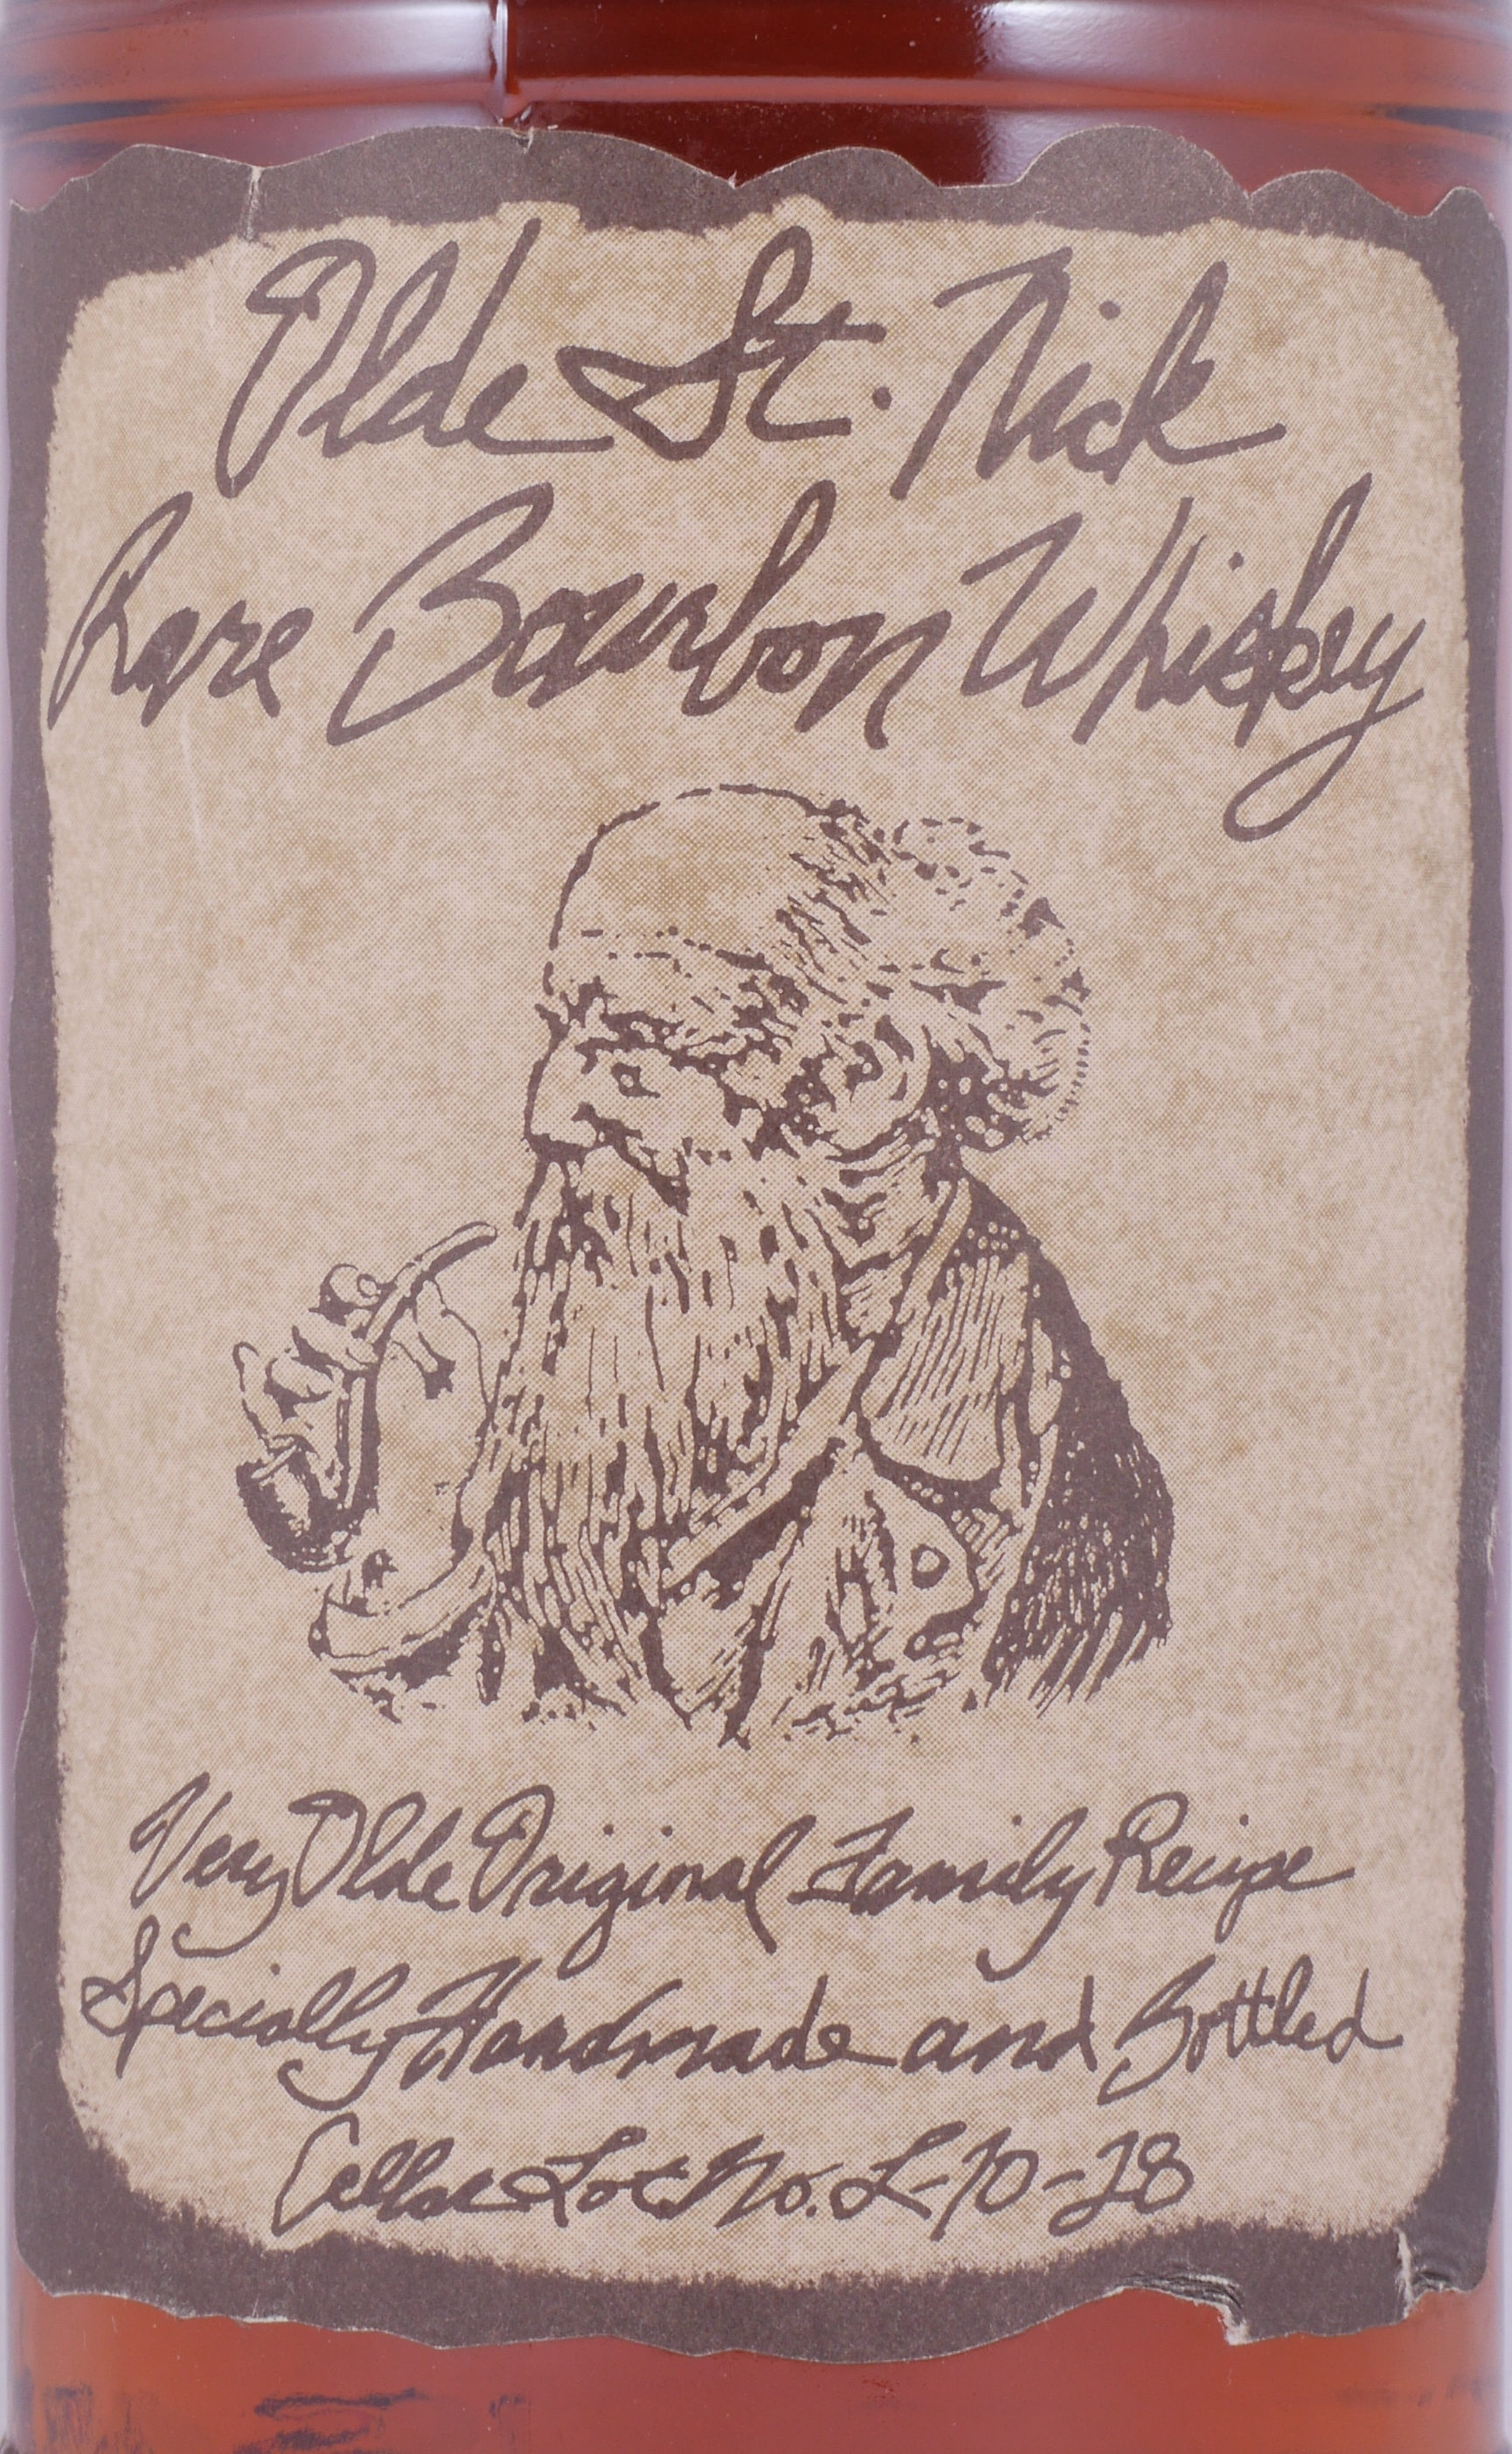 Olde St. Nick
Rare Bourbon Whiskey
Very Olde Original Family Recipe
Specially Handmade and Bottled
Cellar Lot No. L-10-28